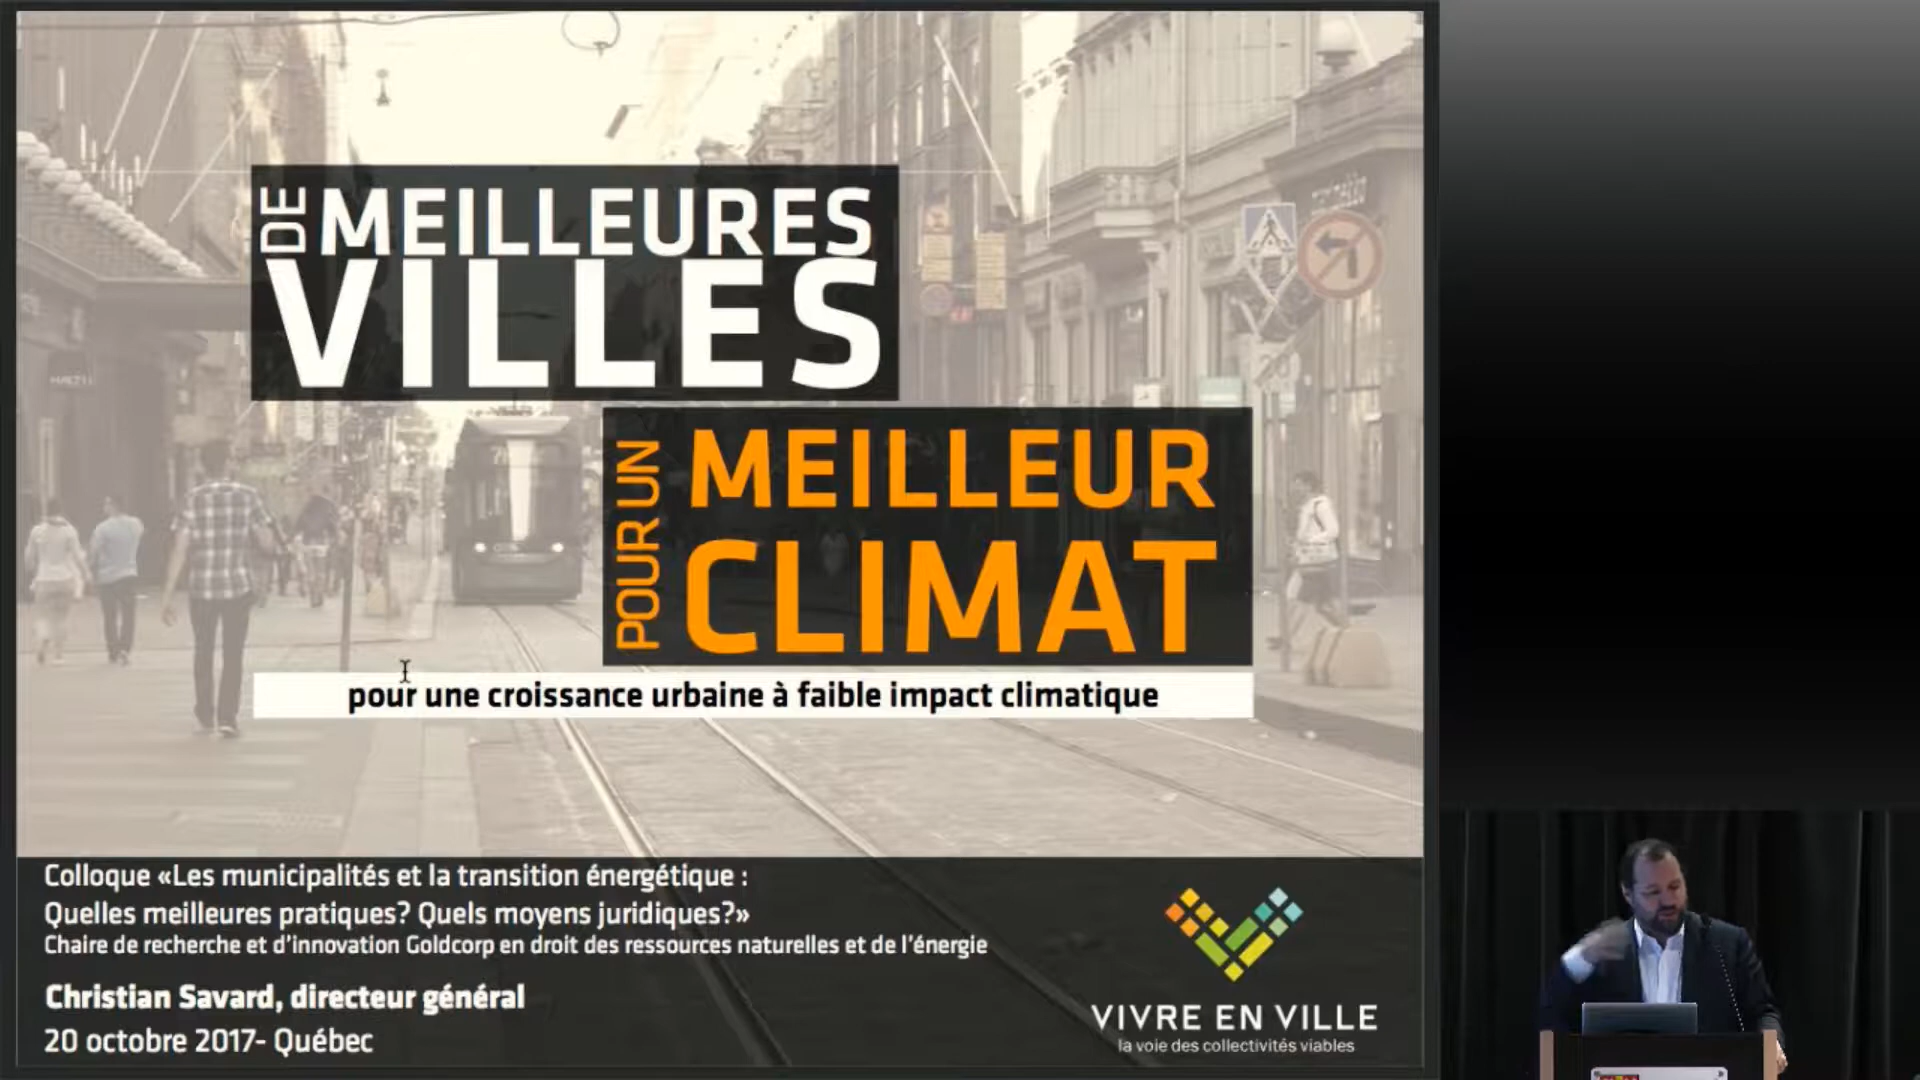 DE MEILLEURES
VILLES
POUR UN MEILLEUR
CLIMAT
pour une croissance urbaine à faible impact climatique
Colloque «Les municipalités et la transition énergétique :
Quelles meilleures pratiques? Quels moyens juridiques?»
Chaire de recherche et d'innovation Goldcorp en droit des ressources naturelles et de l'énergie
Christian Savard, directeur général
20 octobre 2017- Québec
VIVRE EN VILLE
la voie des collectivités viables